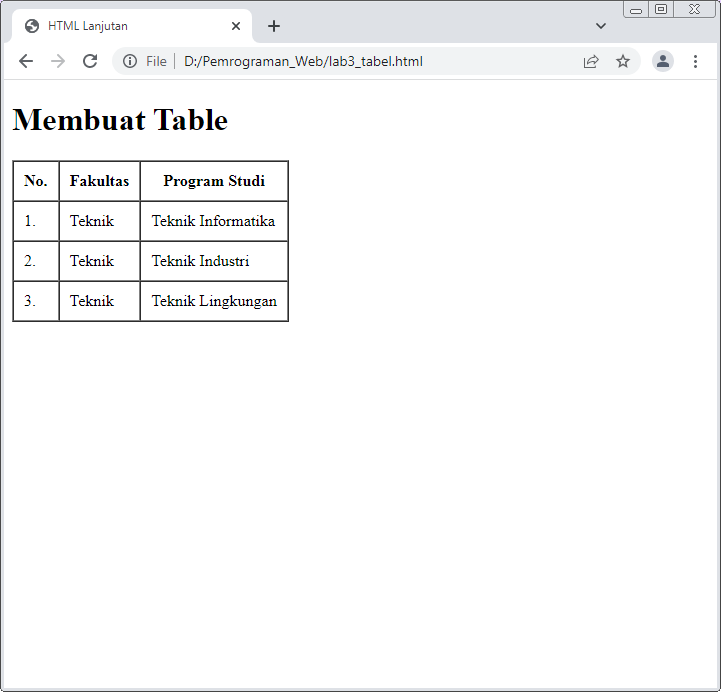 HTML Lanjutan
File D:/Pemrograman_Web/lab3_tabel.html
Membuat Table
No. Fakultas Program Studi
1. Teknik Teknik Informatika
2. Teknik Teknik Industri
3. Teknik Teknik Lingkungan